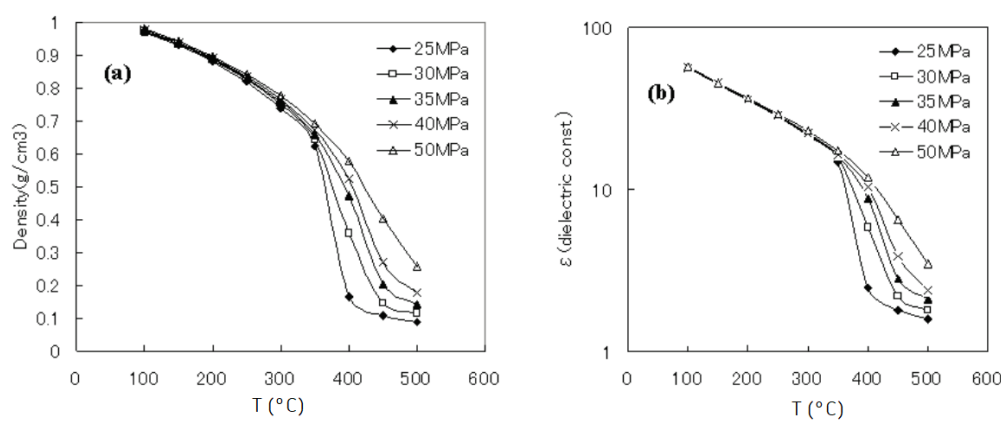 Density(g/cm3)
1
0.9
0.8
0.7
0.6
0.5
0.4
0.3
0.2
0.1
0
(a)
25MPa
30MPa
35MPa
40MPa
50MPa
0 100 200 300 400 500 600
T (°C)
ε (dielectric const)
100
10
1
(b)
25MPa
30MPa
35MPa
40MPa
50MPa
0 100 200 300 400 500 600
T (°C)